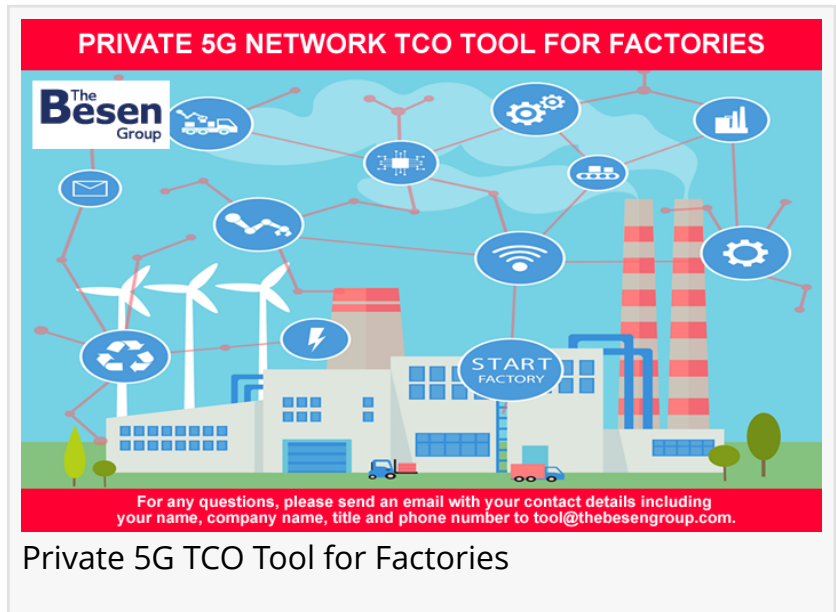 PRIVATE 5G NETWORK TCO TOOL FOR FACTORIES
The
Besen
Group
START
FACTORY
For any questions, please send an email with your contact details including
your name, company name, title and phone number to tool@thebesengroup.com.
Private 5G TCO Tool for Factories